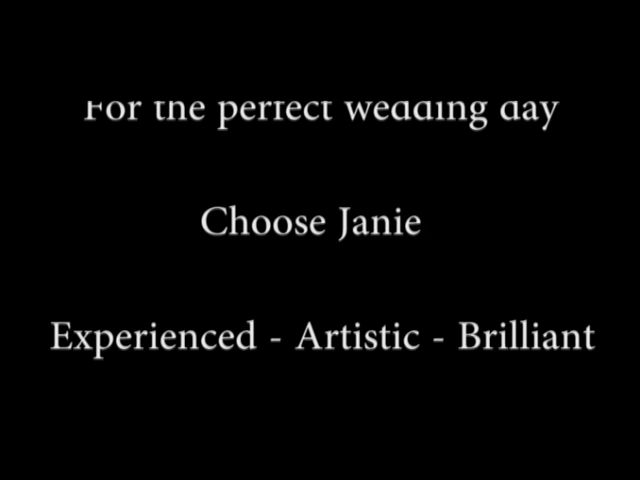 For the perfect wedding day
Choose Janie
Experienced - Artistic - Brilliant